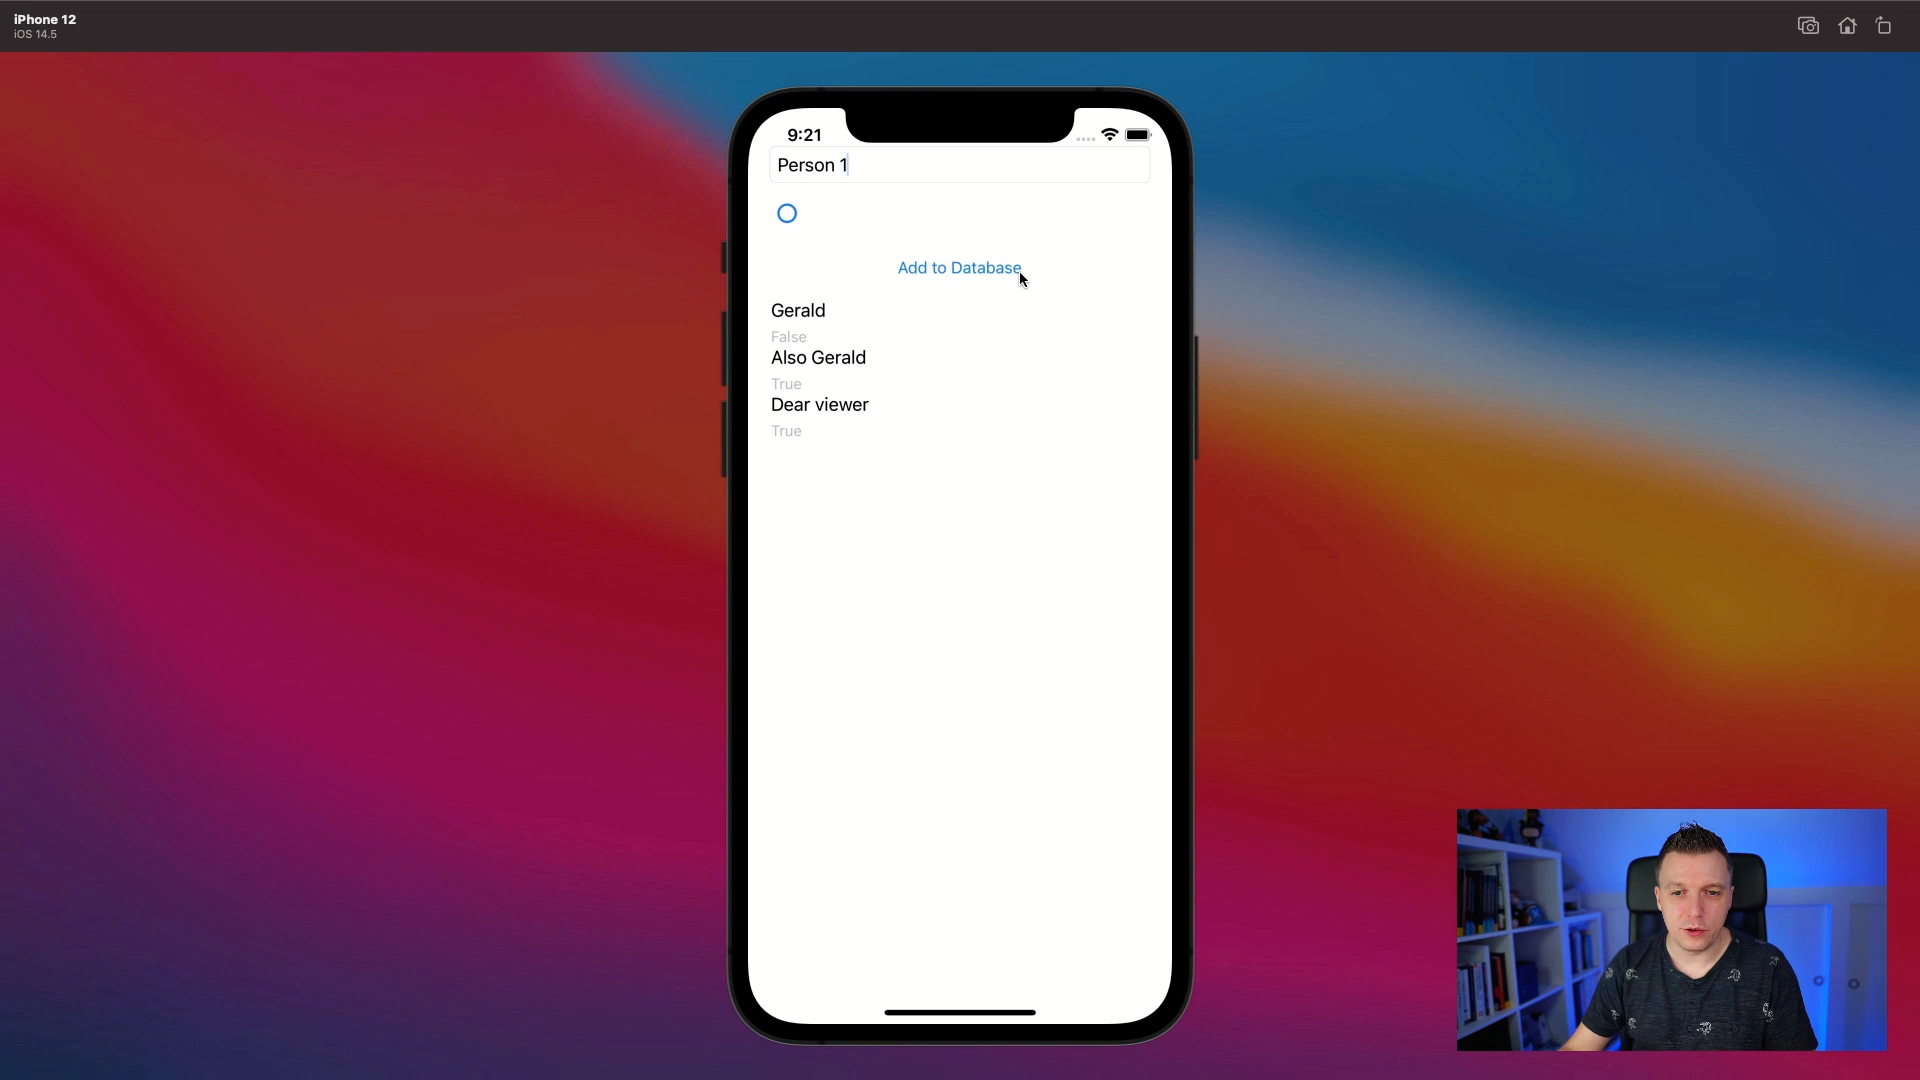 iPhone 12
iOS 14.5
9:21
Person 1
Add to Database
Gerald
False
Also Gerald
True
Dear viewer
True